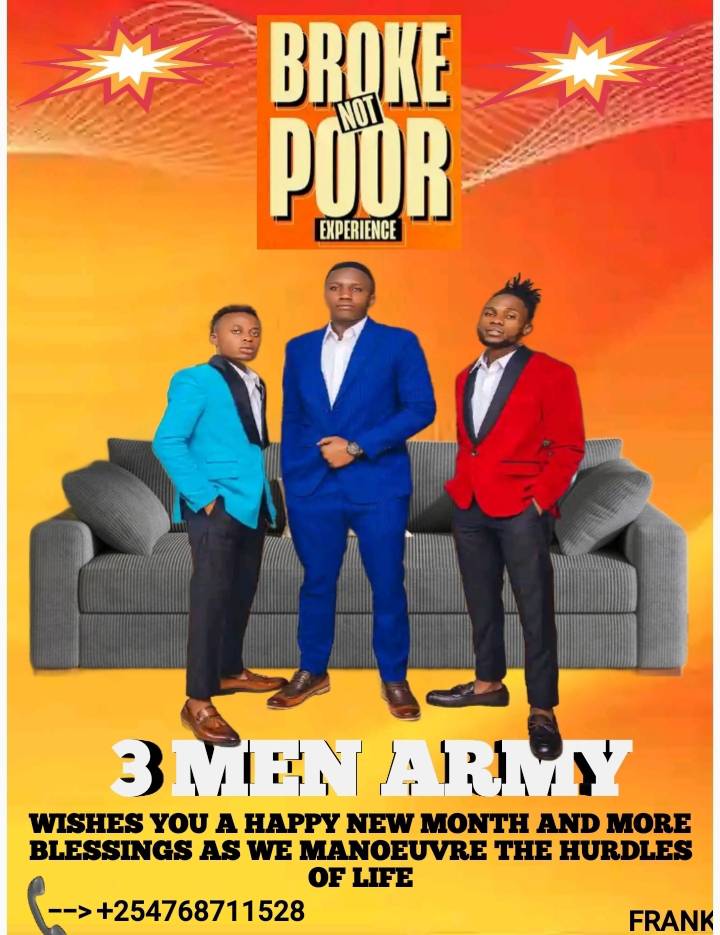 BROKE
NOT
POOR
EXPERIENCE
3 MEN ARMY
WISHES YOU A HAPPY NEW MONTH AND MORE
BLESSINGS AS WE MANOEUVRE THE HURDLES
OF LIFE
-->+254768711528
FRANK